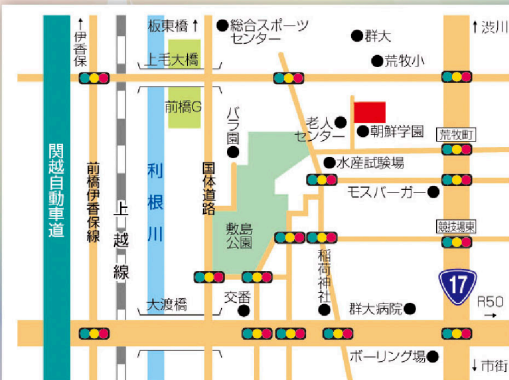 ↑伊香保
板東橋↑
総合スポーツ
センター
群大
荒牧小
↑渋川
上毛大橋
前橋G
バラ園
老人
センター
朝鮮学園
荒牧町
水産試験場
モスバーガー
関越自動車道
前橋伊香保線
上越線
利根川
国体道路
敷島
公園
競技場東
稲荷神社
17
R50
→
大渡橋
交番
群大病院
ボーリング場
↓市街